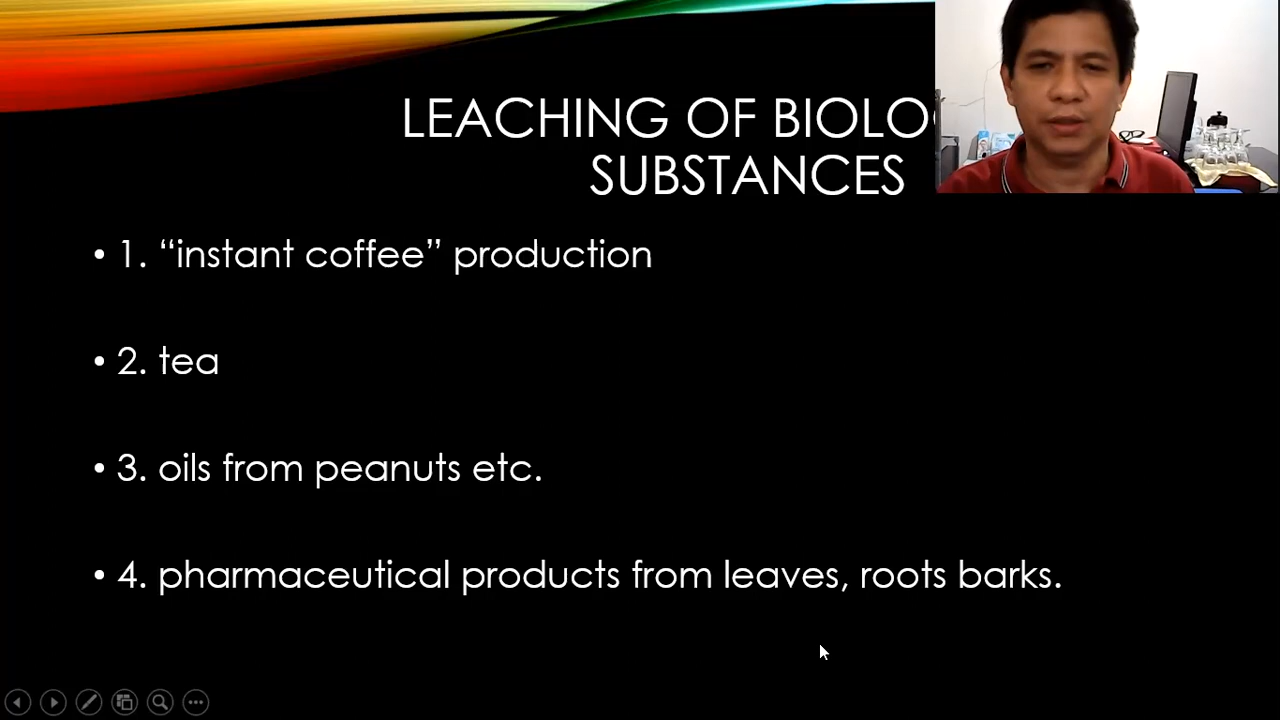 LEACHING OF BIOLO
SUBSTANCES
• 1. “instant coffee” production
• 2. tea
• 3. oils from peanuts etc.
• 4. pharmaceutical products from leaves, roots barks.